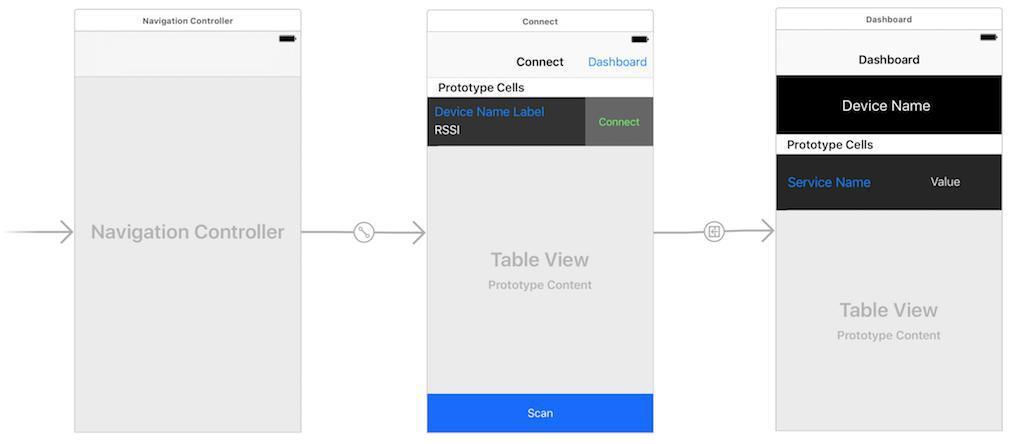 Navigation Controller
Navigation Controller
Connect
Connect Dashboard
Prototype Cells
Device Name Label
RSSI
Connect
Table View
Prototype Content
Scan
Dashboard
Dashboard
Device Name
Prototype Cells
Service Name Value
Table View
Prototype Content